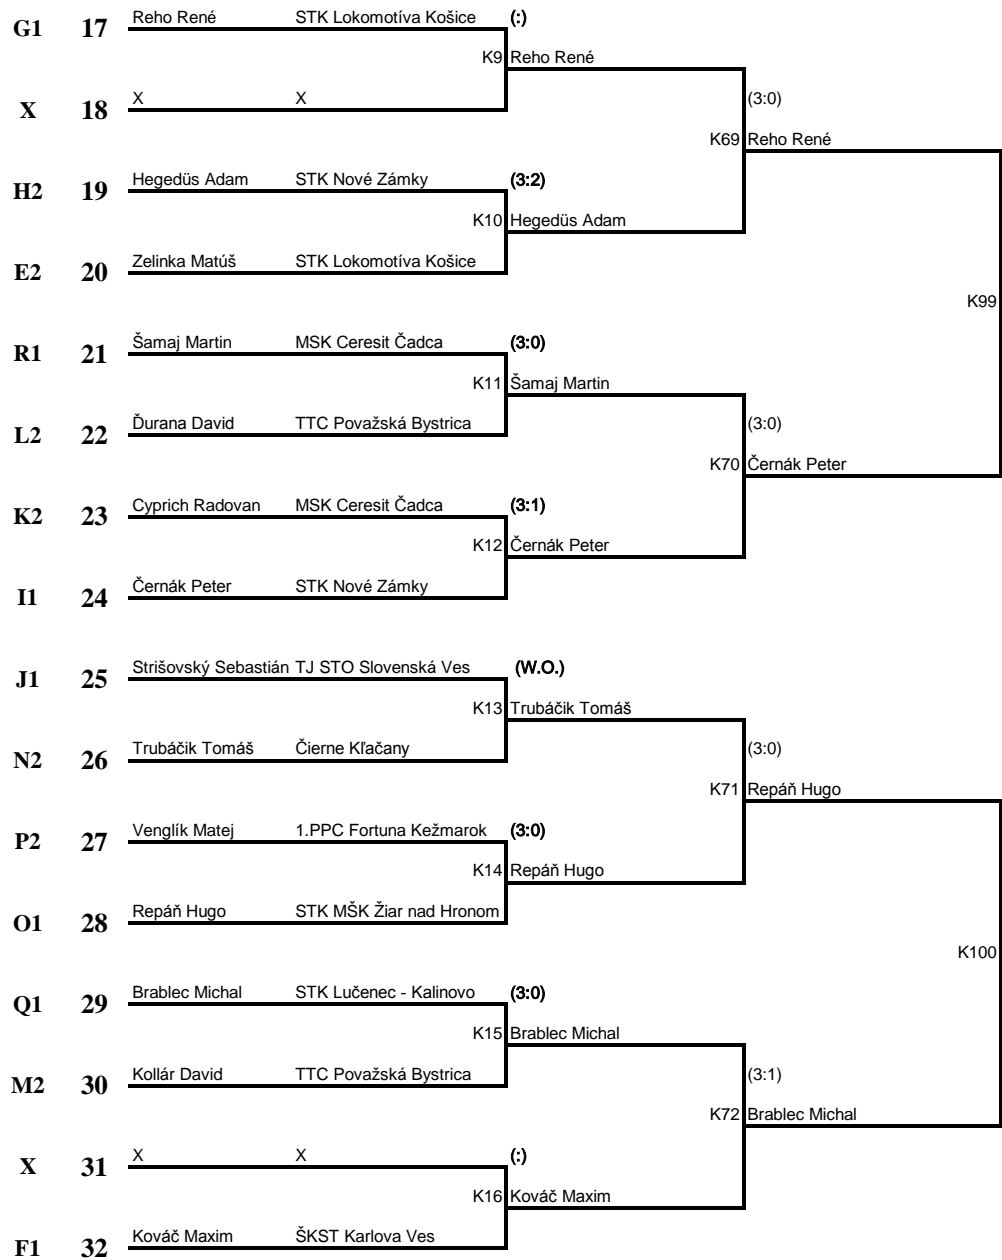 G1 17 Reho René STK Lokomotíva Košice (:)
K9 Reho René
X 18 X X (3:0)
K69 Reho René
H2 19 Hegedüs Adam STK Nové Zámky (3:2)
K10 Hegedüs Adam
E2 20 Zelinka Matúš STK Lokomotíva Košice
K99
R1 21 Šamaj Martin MSK Ceresit Čadca (3:0)
K11 Šamaj Martin
L2 22 Ďurana David TTC Považská Bystrica (3:0)
K70 Černák Peter
K2 23 Cyprich Radovan MSK Ceresit Čadca (3:1)
K12 Černák Peter
I1 24 Černák Peter STK Nové Zámky
J1 25 Strišovský Sebastián TJ STO Slovenská Ves (W.O.)
K13 Trubáčik Tomáš
N2 26 Trubáčik Tomáš Čierne Kľačany (3:0)
K71 Repáň Hugo
P2 27 Venglík Matej 1.PPC Fortuna Kežmarok (3:0)
K14 Repáň Hugo
O1 28 Repáň Hugo STK MŠK Žiar nad Hronom
K100
Q1 29 Brablec Michal STK Lučenec - Kalinovo (3:0)
K15 Brablec Michal
M2 30 Kollár David TTC Považská Bystrica (3:1)
K72 Brablec Michal
X 31 X X (:)
K16 Kováč Maxim
F1 32 Kováč Maxim ŠKST Karlova Ves